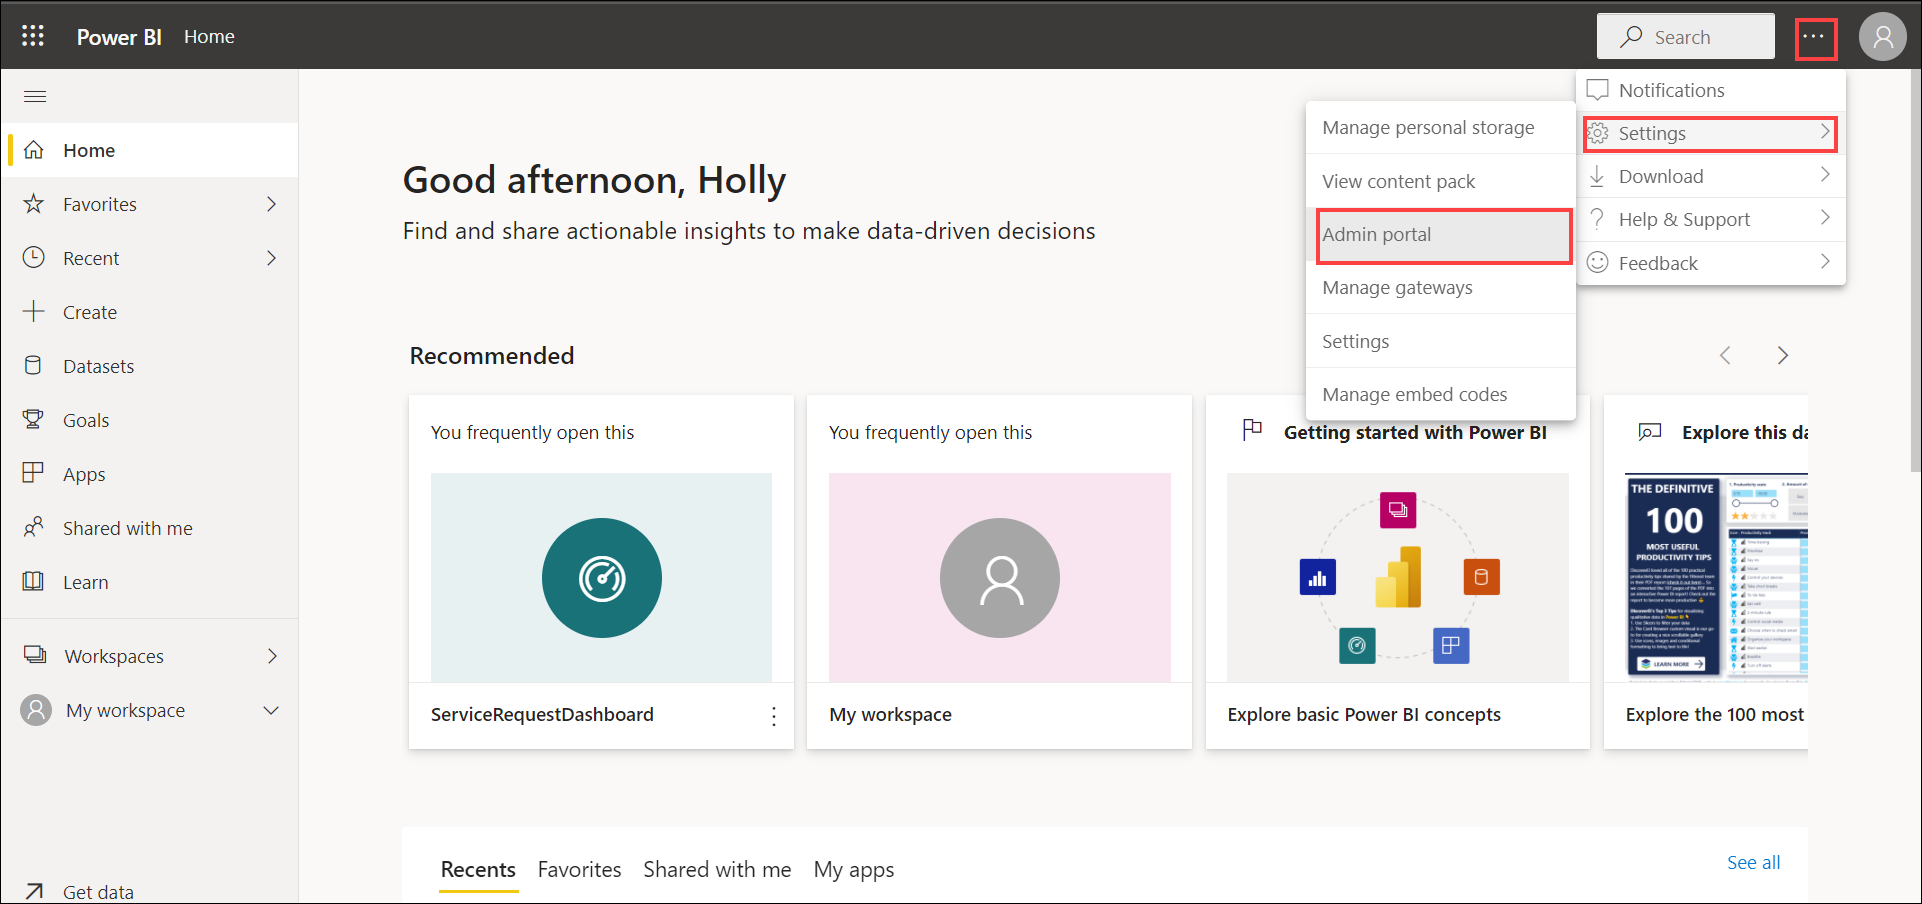 Power BI Home
Search
...
Notifications
Settings
Download
Help & Support
Feedback
Manage personal storage
View content pack
Admin portal
Manage gateways
Settings
Manage embed codes
Home
Favorites
Recent
Create
Datasets
Goals
Apps
Shared with me
Learn
Workspaces
My workspace
Get data
Good afternoon, Holly
Find and share actionable insights to make data-driven decisions
Recommended
You frequently open this
ServiceRequestDashboard
You frequently open this
My workspace
Getting started with Power BI
Explore basic Power BI concepts
Explore this da
THE DEFINITIVE
100
MOST USEFUL
PRODUCTIVITY TIPS
LEARN MORE
Explore the 100 most
Recents Favorites Shared with me My apps
See all